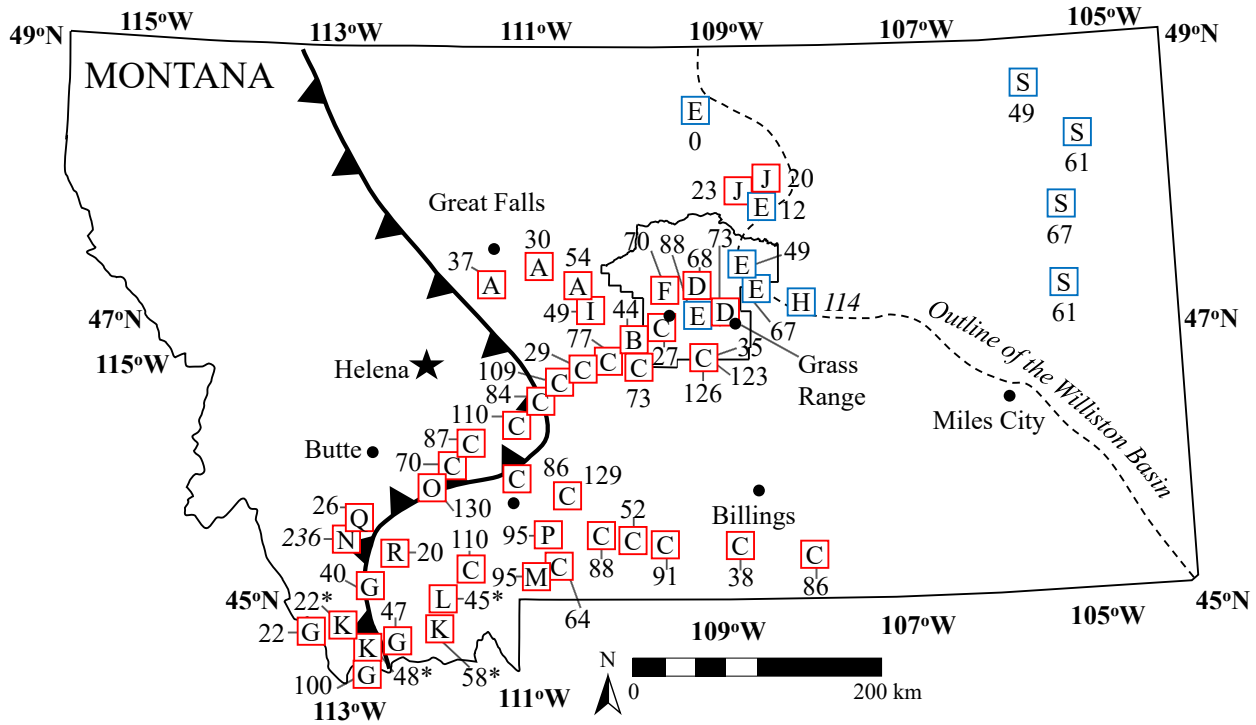 115°W
113°W
111°W
109°W
107°W
105°W
49°N
49°N
MONTANA
E
0
S
49
S
61
23
J
J
20
E
12
Great Falls
S
67
30
A
37
A
54
A
49
I
70
88
73
68
F
D
D
E
E
49
E
67
H
114
S
61
44
B
C
27
47°N
47°N
115°W
Helena
77
C
29
C
109
C
C
73
C
35
123
126
Grass
Range
Outline of the Williston Basin
Miles City
84
C
110
C
87
C
Butte
70
C
O
130
C
86
C
129
Billings
26
Q
236
N
R
20
110
C
95
P
C
88
52
C
C
91
C
38
C
86
40
G
95
M
C
64
45°N
45°N
22*
K
22
G
47
G
L
45*
K
58*
K
48*
100
G
113°W
111°W
109°W
107°W
105°W
N
0
200 km